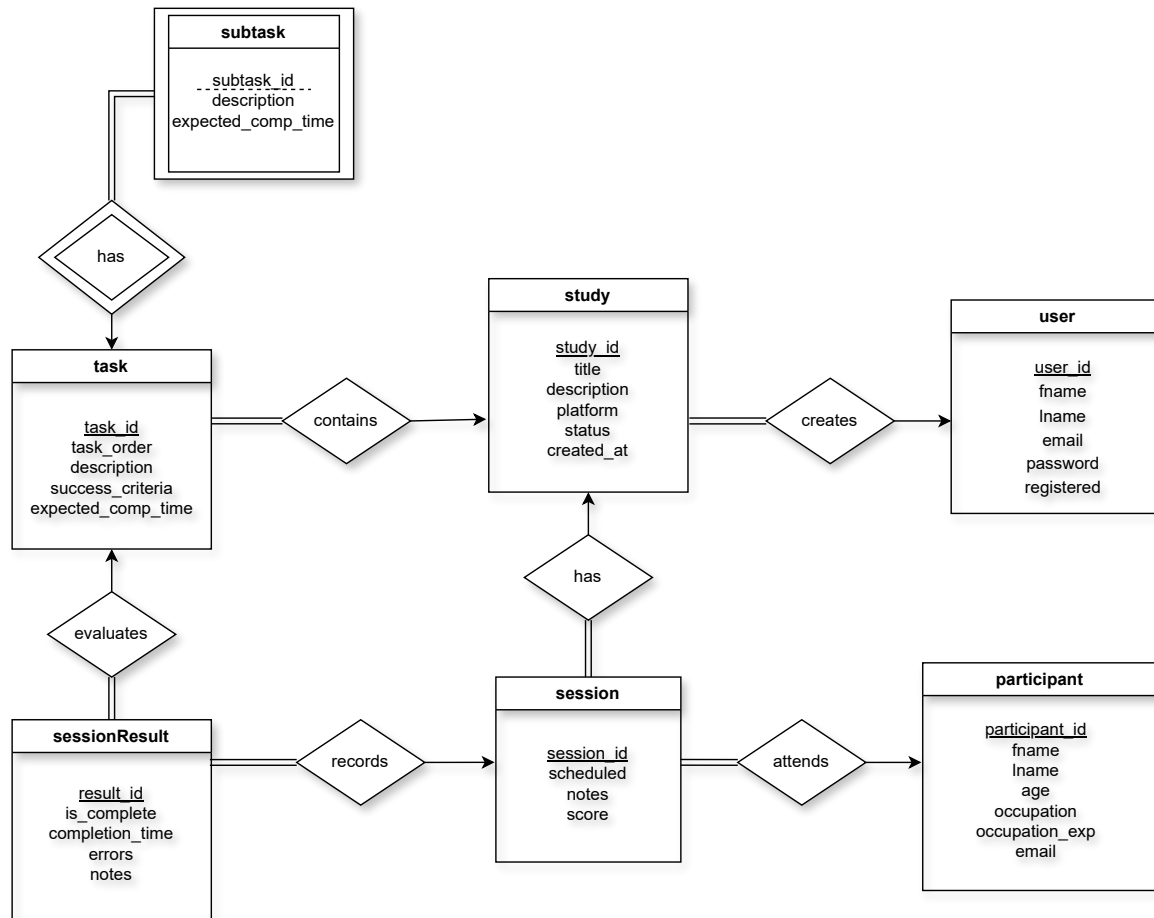 subtask
subtask_id
description
expected_comp_time
has
task
task_id
task_order
description
success_criteria
expected_comp_time
contains
study
study_id
title
description
platform
status
created_at
creates
user
user_id
fname
lname
email
password
registered
evaluates
has
sessionResult
result_id
is_complete
completion_time
errors
notes
records
session
session_id
scheduled
notes
score
attends
participant
participant_id
fname
lname
age
occupation
occupation_exp
email